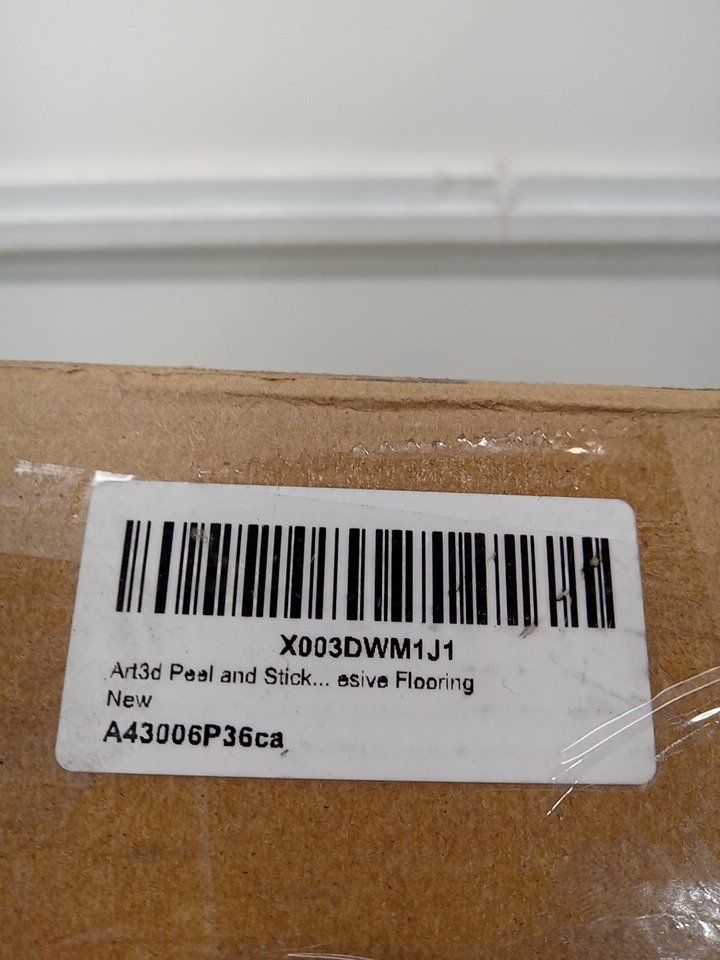 X003DWM1J1
Art3d Peel and Stick... esive Flooring
New
A43006P36ca